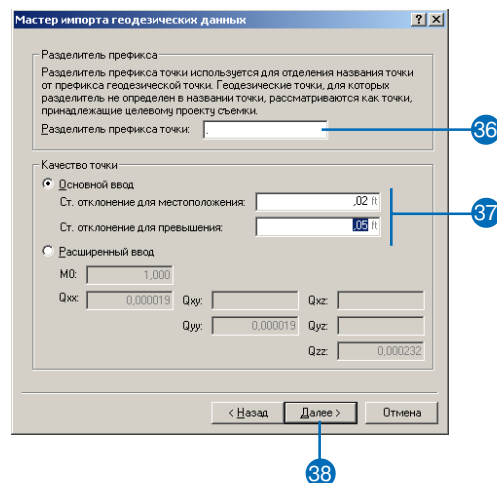 Мастер импорта геодезических данных
Разделитель префикса
Разделитель префикса точки используется для отделения названия точки
от префикса геодезической точки. Геодезические точки, для которых
разделитель не определен в названии точки, рассматриваются как точки,
принадлежащие целевому проекту съемки.
Разделитель префикса точки: .
36
Качество точки
Основной ввод
Ст. отклонение для местоположения: ,02 ft
37
Ст. отклонение для превышения: ,05 ft
Расширенный ввод
M0: 1,000
Qxx: 0,000019 Qxy: Qxz:
Qyy: 0,000019 Qyz:
Qzz: 0,000232
< Назад Далее > Отмена
38